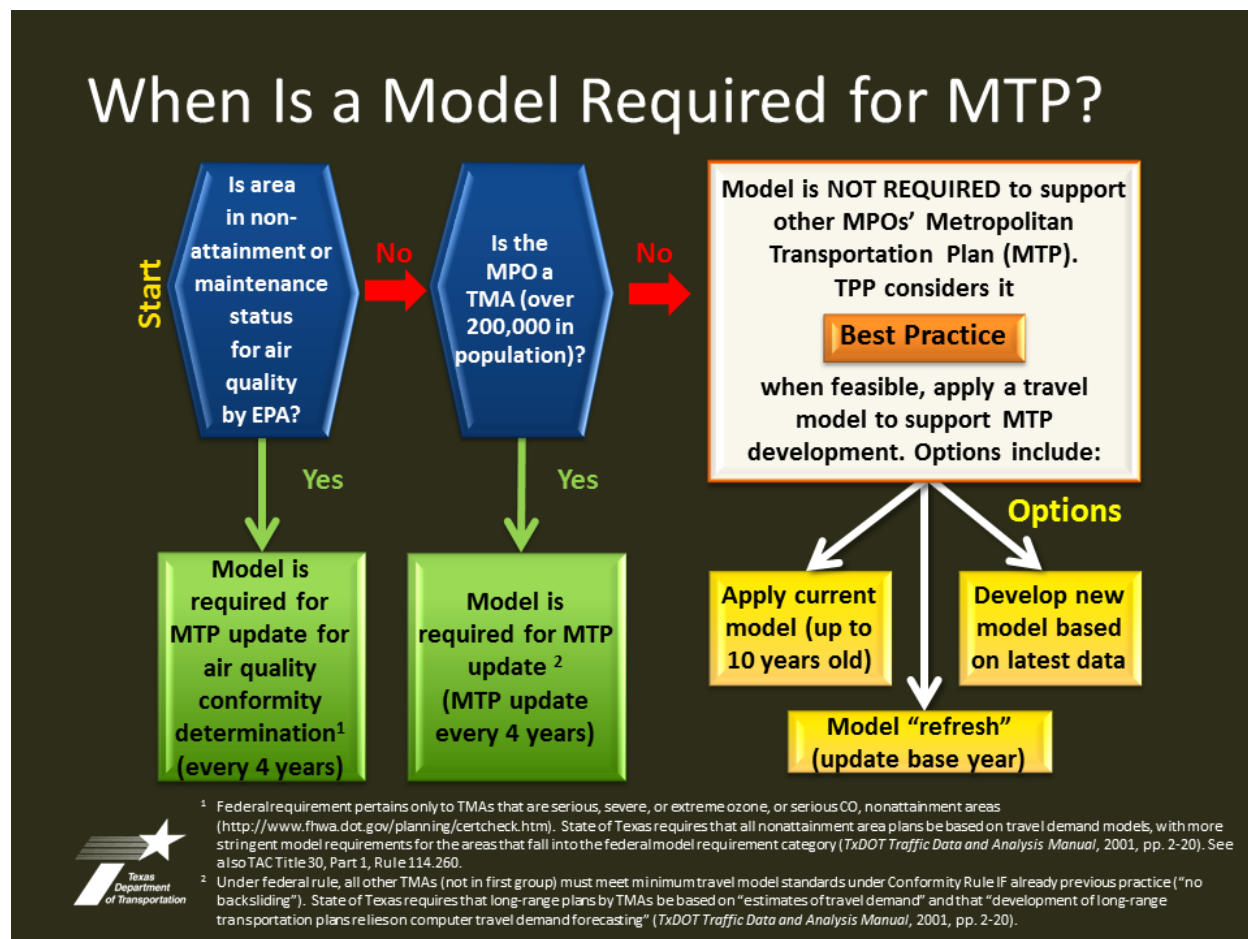 When Is a Model Required for MTP?
Start
Is area
in non-
attainment or
maintenance
status
for air
quality
by EPA?
No
Is the
MPO a
TMA (over
200,000 in
population)?
No
Model is NOT REQUIRED to support
other MPOs’ Metropolitan
Transportation Plan (MTP).
TPP considers it
Best Practice
when feasible, apply a travel
model to support MTP
development. Options include:
Yes
Yes
Options
Model is
required for
MTP update for
air quality
conformity
determination¹
(every 4 years)
Model is
required for MTP
update ²
(MTP update
every 4 years)
Apply current
model (up to
10 years old)
Develop new
model based
on latest data
Model “refresh”
(update base year)
¹ Federal requirement pertains only to TMAs that are serious, severe, or extreme ozone, or serious CO, nonattainment areas
(http://www.fhwa.dot.gov/planning/certcheck.htm). State of Texas requires that all nonattainment area plans be based on travel demand models, with more
stringent model requirements for the areas that fall into the federal model requirement category (TxDOT Traffic Data and Analysis Manual, 2001, pp. 2-20). See
also TAC Title 30, Part 1, Rule 114.260.
² Under federal rule, all other TMAs (not in first group) must meet minimum travel model standards under Conformity Rule IF already previous practice (“no
backsliding”). State of Texas requires that long-range plans by TMAs be based on “estimates of travel demand” and that “development of long-range
transportation plans relies on computer travel demand forecasting” (TxDOT Traffic Data and Analysis Manual, 2001, pp. 2-20).
Texas
Department
of Transportation